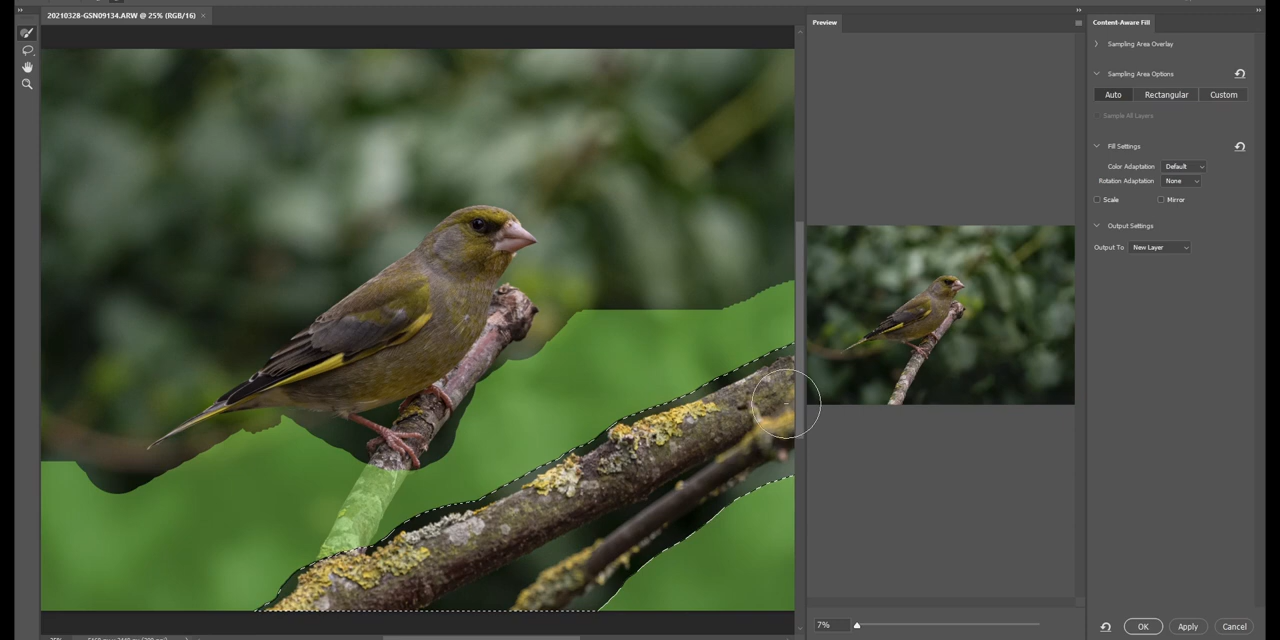 20210328-GSN09134.ARW @ 25% (RGB/16) ×
Preview
Content-Aware Fill
Sampling Area Overlay
Sampling Area Options
Auto Rectangular Custom
Sample All Layers
Fill Settings
Color Adaptation Default
Rotation Adaptation None
Scale Mirror
Output Settings
Output To New Layer
7%
OK Apply Cancel